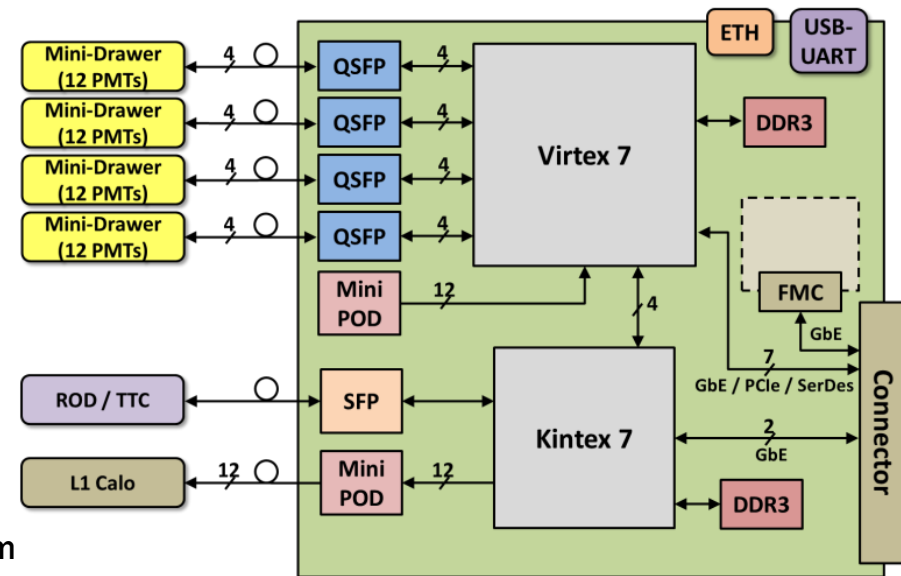 ETH
USB-
UART
Mini-Drawer
(12 PMTs)
4
QSFP
4
Mini-Drawer
(12 PMTs)
4
QSFP
4
Mini-Drawer
(12 PMTs)
4
QSFP
4
Mini-Drawer
(12 PMTs)
4
QSFP
4
Virtex 7
DDR3
Mini
POD
12
4
FMC
GbE
7
GbE / PCIe / SerDes
Connector
ROD / TTC
SFP
Kintex 7
2
GbE
L1 Calo
12
Mini
POD
12
DDR3
m